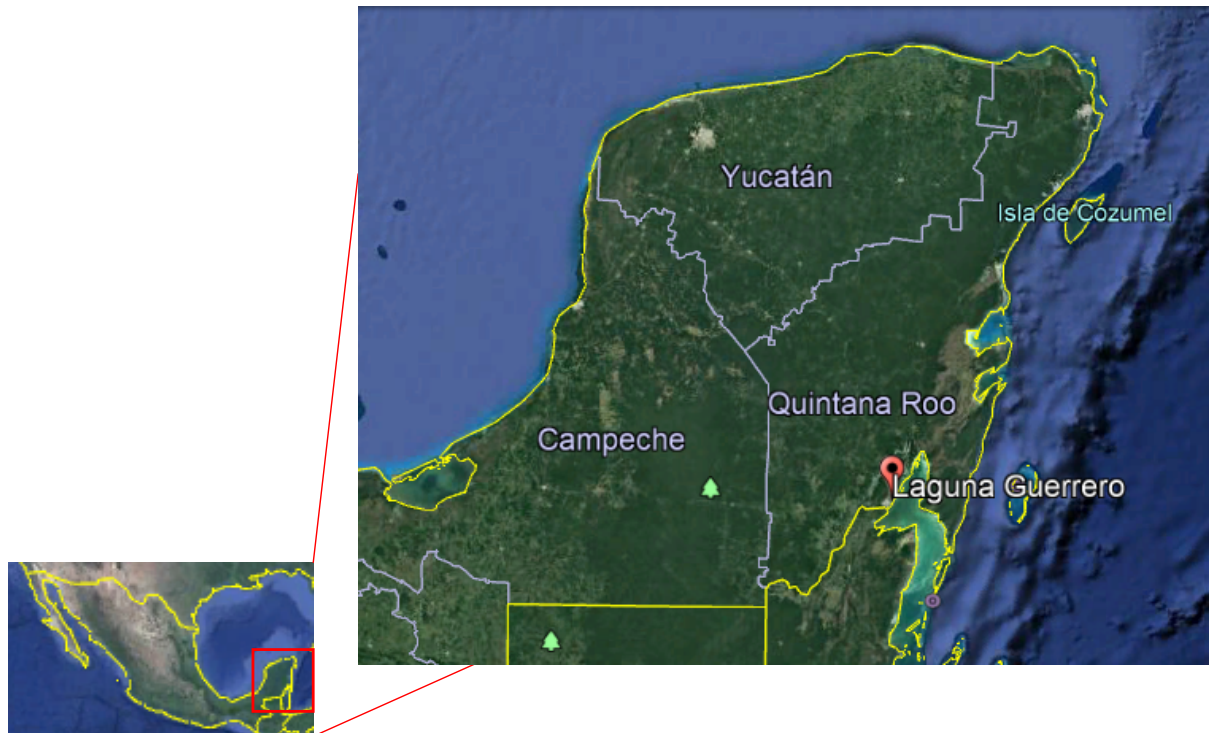 Yucatán
Isla de Cozumel
Quintana Roo
Campeche
Laguna Guerrero